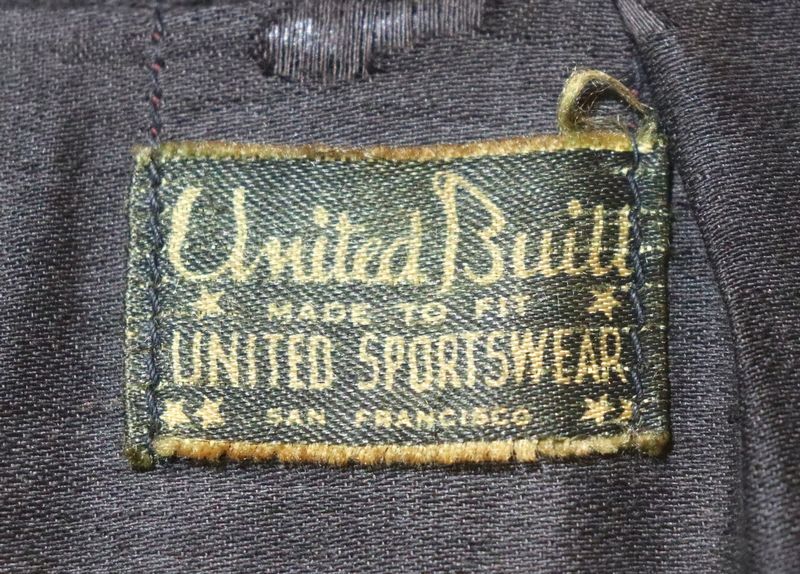 United Built
MADE TO FIT
UNITED SPORTSWEAR
SAN FRANCISCO